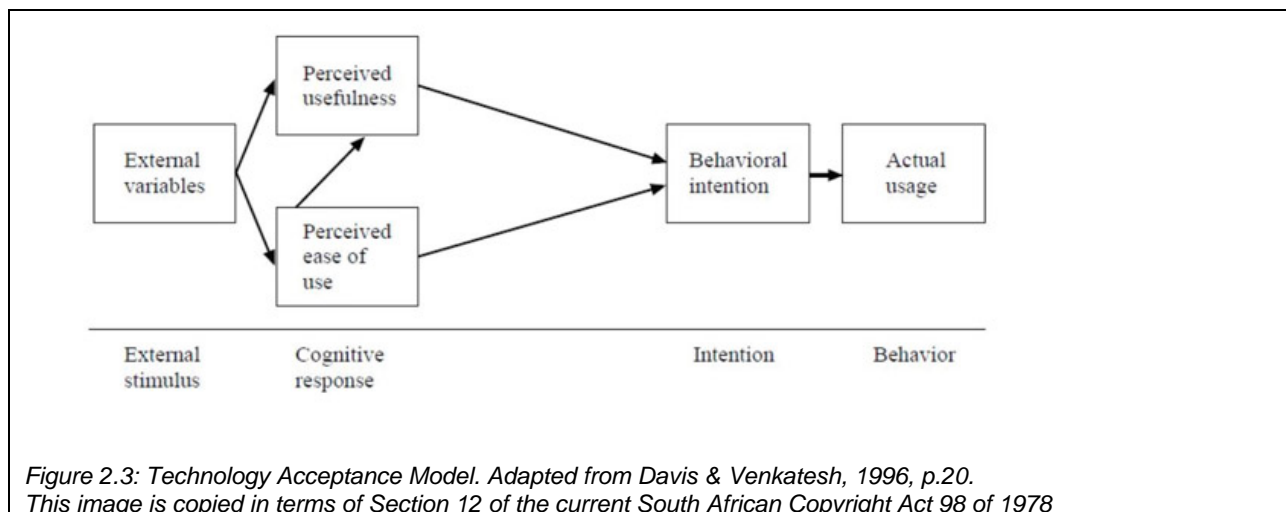 Perceived
usefulness
External
variables
Behavioral
intention
Actual
usage
Perceived
ease of
use
External
stimulus
Cognitive
response
Intention
Behavior
Figure 2.3: Technology Acceptance Model. Adapted from Davis & Venkatesh, 1996, p.20.
This image is copied in terms of Section 12 of the current South African Copyright Act 98 of 1978